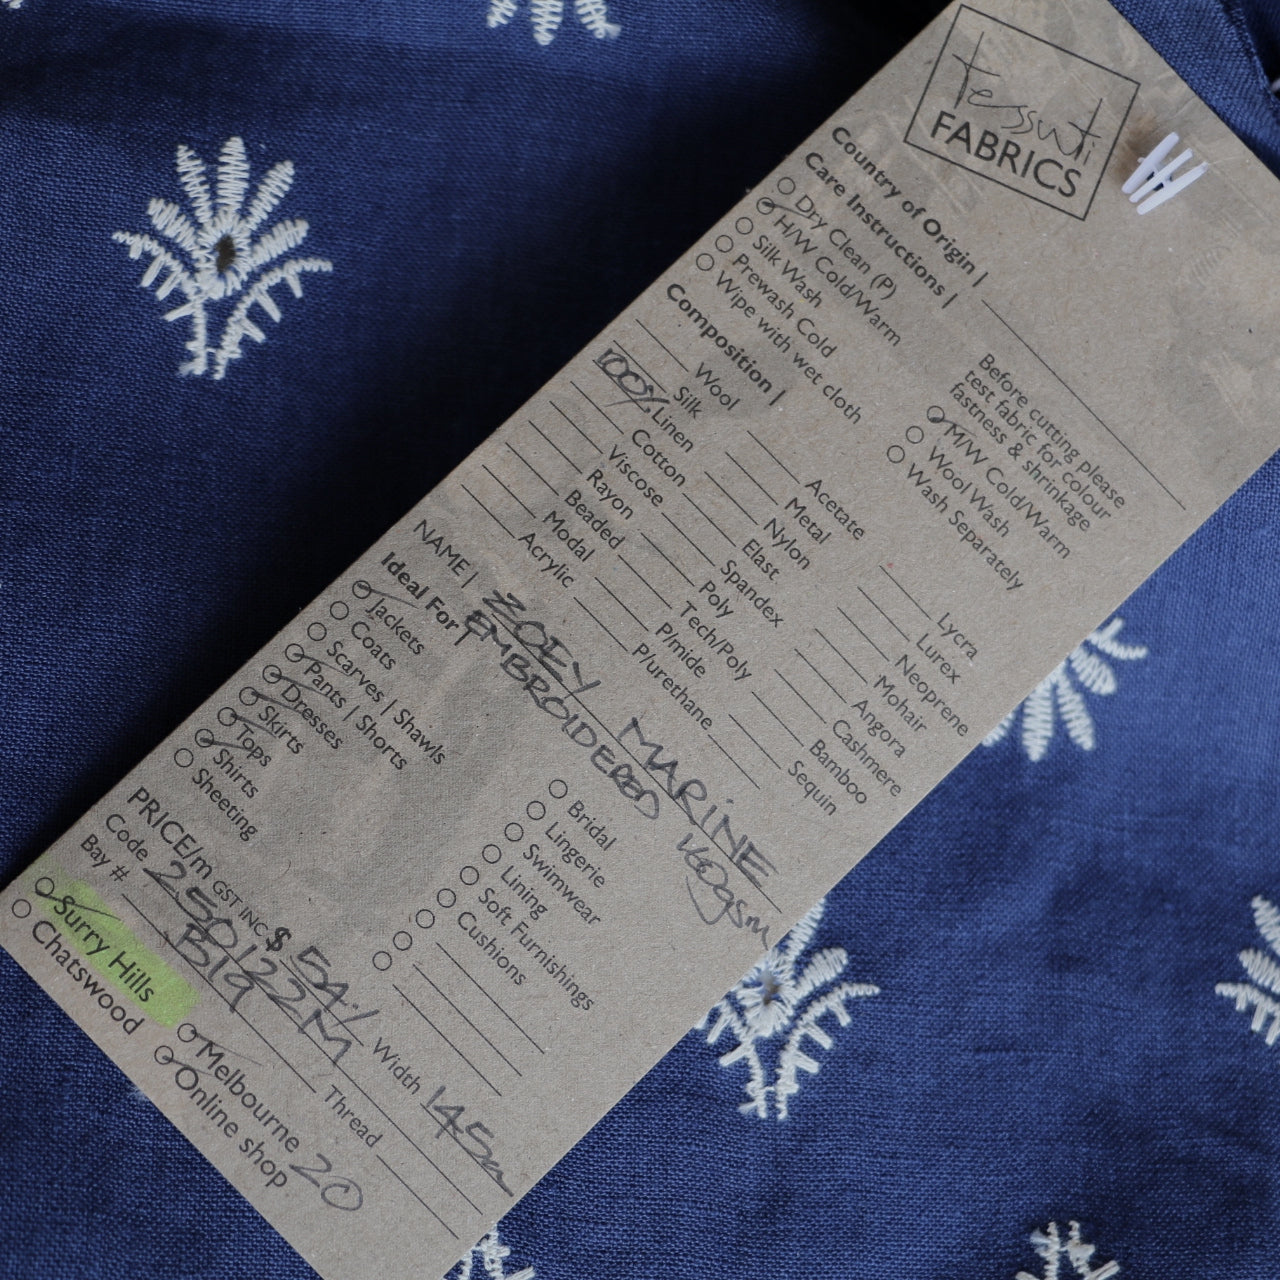 Tessuti
FABRICS
Country of Origin |
Care Instructions |
Dry Clean (P)
H/W Cold/Warm
Silk Wash
Prewash Cold
Wipe with wet cloth
Before cutting please
test fabric for colour
fastness & shrinkage
M/W Cold/Warm
Wool Wash
Wash Separately
Composition |
Wool
Silk
100% Linen
Cotton
Viscose
Rayon
Beaded
Modal
Acrylic
Acetate
Metal
Nylon
Elast
Spandex
Poly
Tech/Poly
P/mide
P/urethane
Lycra
Lurex
Neoprene
Mohair
Angora
Cashmere
Bamboo
Sequin
NAME | ZOEY MARINE
EMBROIDERED 160gsm
Ideal For |
Jackets
Coats
Scarves | Shawls
Pants | Shorts
Dresses
Skirts
Tops
Shirts
Sheeting
Bridal
Lingerie
Swimwear
Lining
Soft Furnishings
Cushions
PRICE/m GST INC. $ 54./ Width 145
Code 250122M
Bay # B19 Thread
Surry Hills
Chatswood
Melbourne
Online shop 20